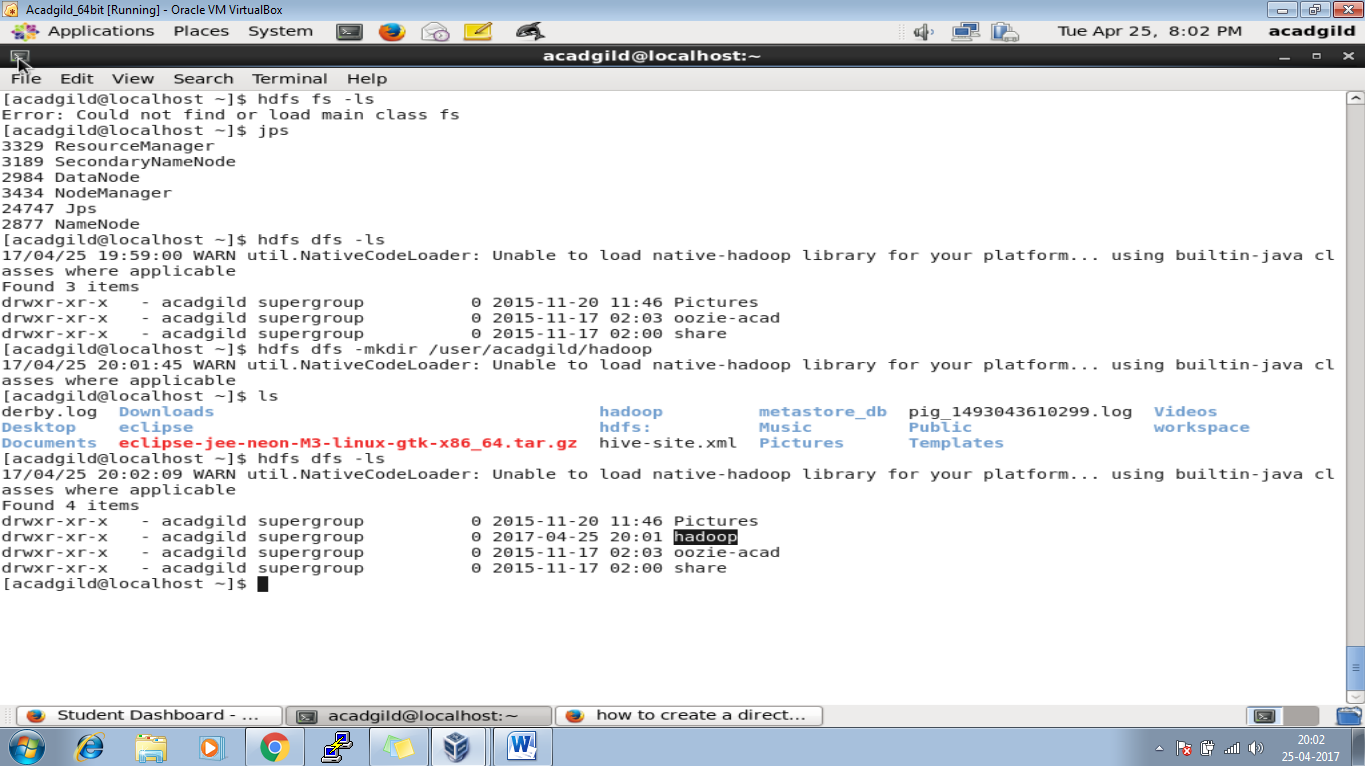 Acadgild_64bit [Running] - Oracle VM VirtualBox
Applications Places System Tue Apr 25, 8:02 PM acadgild
acadgild@localhost:~
File Edit View Search Terminal Help
[acadgild@localhost ~]$ hdfs fs -ls
Error: Could not find or load main class fs
[acadgild@localhost ~]$ jps
3329 ResourceManager
3189 SecondaryNameNode
2984 DataNode
3434 NodeManager
24747 Jps
2877 NameNode
[acadgild@localhost ~]$ hdfs dfs -ls
17/04/25 19:59:00 WARN util.NativeCodeLoader: Unable to load native-hadoop library for your platform... using builtin-java cl
asses where applicable
Found 3 items
drwxr-xr-x   - acadgild supergroup          0 2015-11-20 11:46 Pictures
drwxr-xr-x   - acadgild supergroup          0 2015-11-17 02:03 oozie-acad
drwxr-xr-x   - acadgild supergroup          0 2015-11-17 02:00 share
[acadgild@localhost ~]$ hdfs dfs -mkdir /user/acadgild/hadoop
17/04/25 20:01:45 WARN util.NativeCodeLoader: Unable to load native-hadoop library for your platform... using builtin-java cl
asses where applicable
[acadgild@localhost ~]$ ls
derby.log  Downloads                                    hadoop         metastore_db  pig_1493043610299.log  Videos
Desktop    eclipse                                      hdfs:          Music         Public                 workspace
Documents  eclipse-jee-neon-M3-linux-gtk-x86_64.tar.gz  hive-site.xml  Pictures      Templates
[acadgild@localhost ~]$ hdfs dfs -ls
17/04/25 20:02:09 WARN util.NativeCodeLoader: Unable to load native-hadoop library for your platform... using builtin-java cl
asses where applicable
Found 4 items
drwxr-xr-x   - acadgild supergroup          0 2015-11-20 11:46 Pictures
drwxr-xr-x   - acadgild supergroup          0 2017-04-25 20:01 hadoop
drwxr-xr-x   - acadgild supergroup          0 2015-11-17 02:03 oozie-acad
drwxr-xr-x   - acadgild supergroup          0 2015-11-17 02:00 share
[acadgild@localhost ~]$
Student Dashboard - ... acadgild@localhost:~ how to create a direct...
20:02
25-04-2017